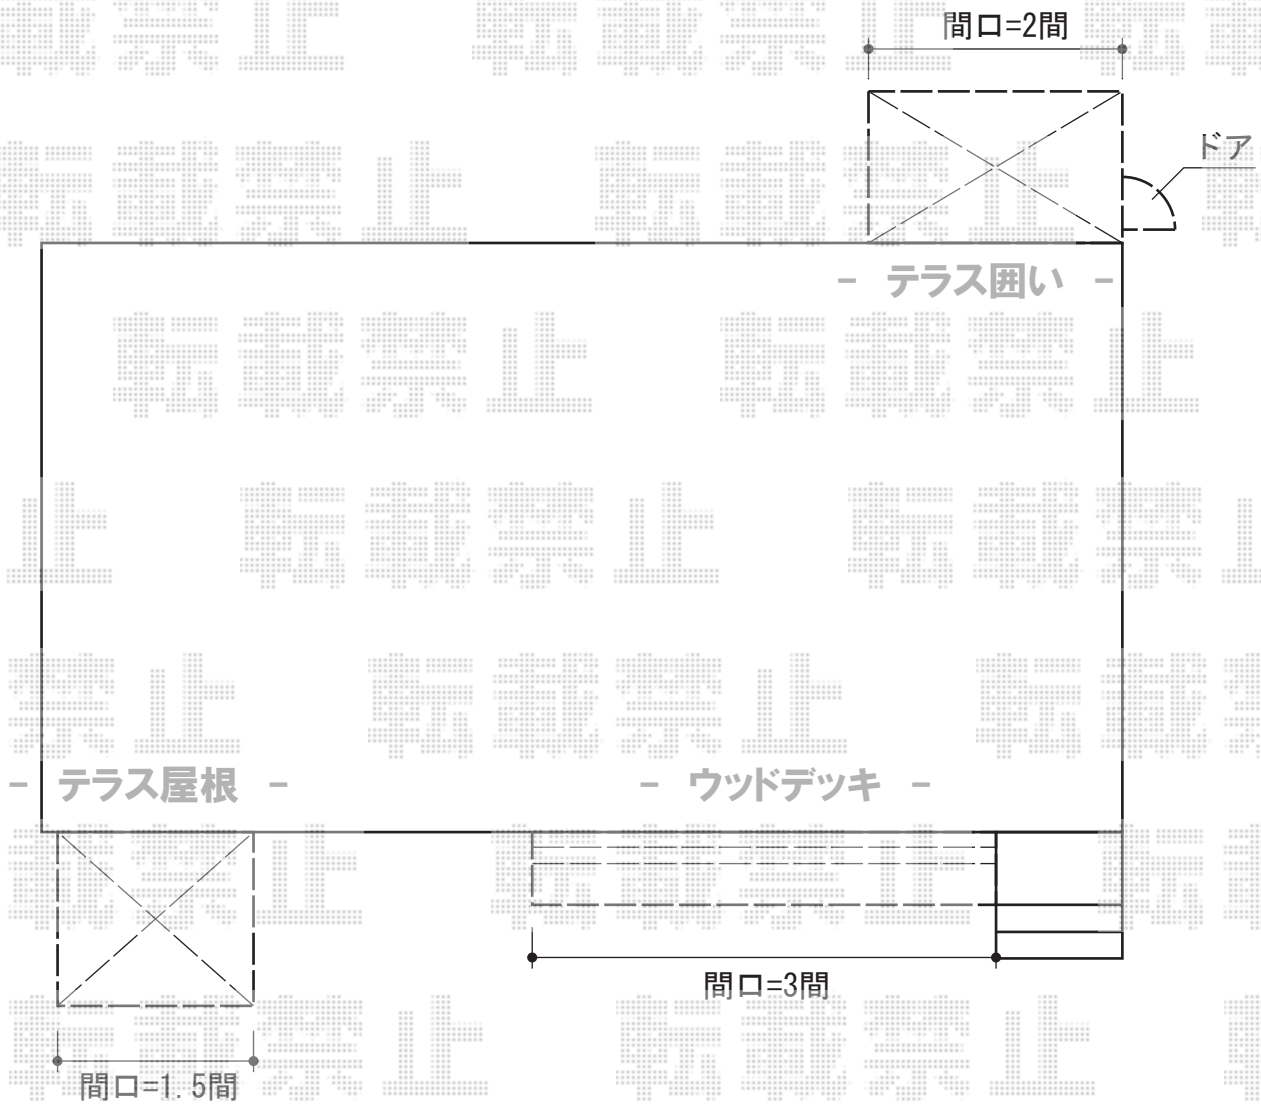 間口=2間
ドア
- テラス囲い -
- テラス屋根 -
- ウッドデッキ -
間口=3間
間口=1.5間
転載禁止